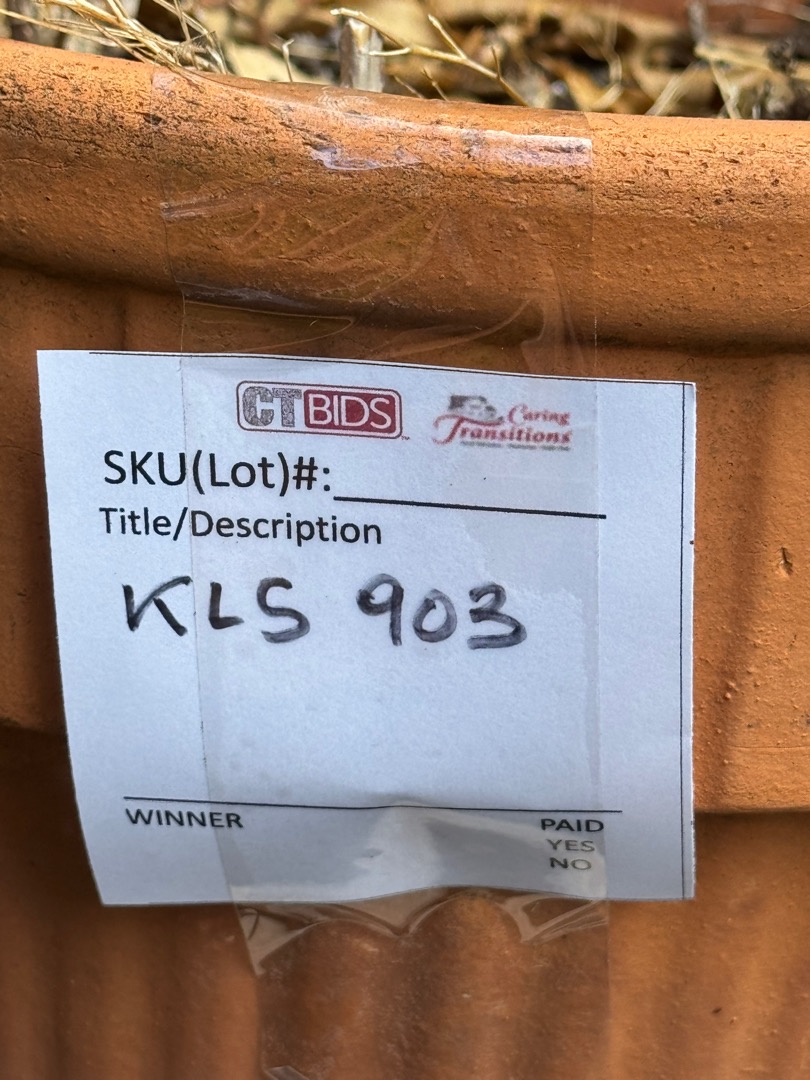 CTBIDS
Caring
Transitions
SKU(Lot)#:
Title/Description
KLS 903
WINNER PAID
YES
NO